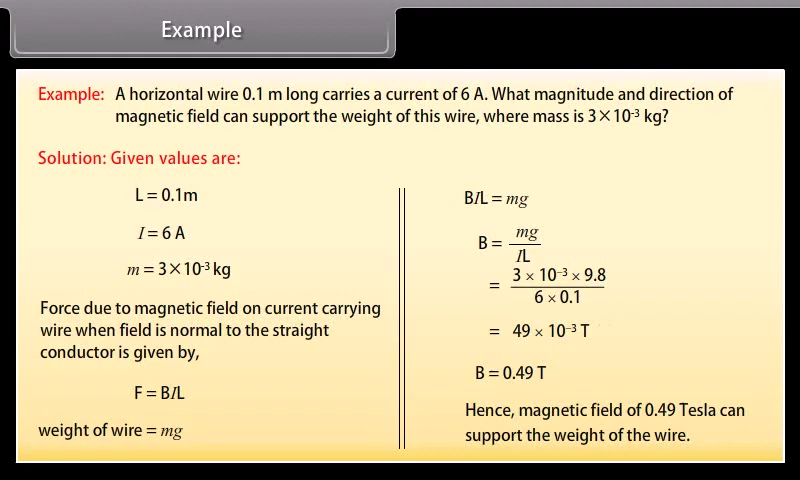 Example
Example: A horizontal wire 0.1 m long carries a current of 6 A. What magnitude and direction of
magnetic field can support the weight of this wire, where mass is 3×10⁻³ kg?
Solution: Given values are:
L = 0.1m
I = 6 A
m = 3×10⁻³ kg
Force due to magnetic field on current carrying
wire when field is normal to the straight
conductor is given by,
F = BIL
weight of wire = mg
BIL = mg
B = mg / IL
= 3 × 10⁻³ × 9.8 / 6 × 0.1
= 49 × 10⁻³ T
B = 0.49 T
Hence, magnetic field of 0.49 Tesla can
support the weight of the wire.